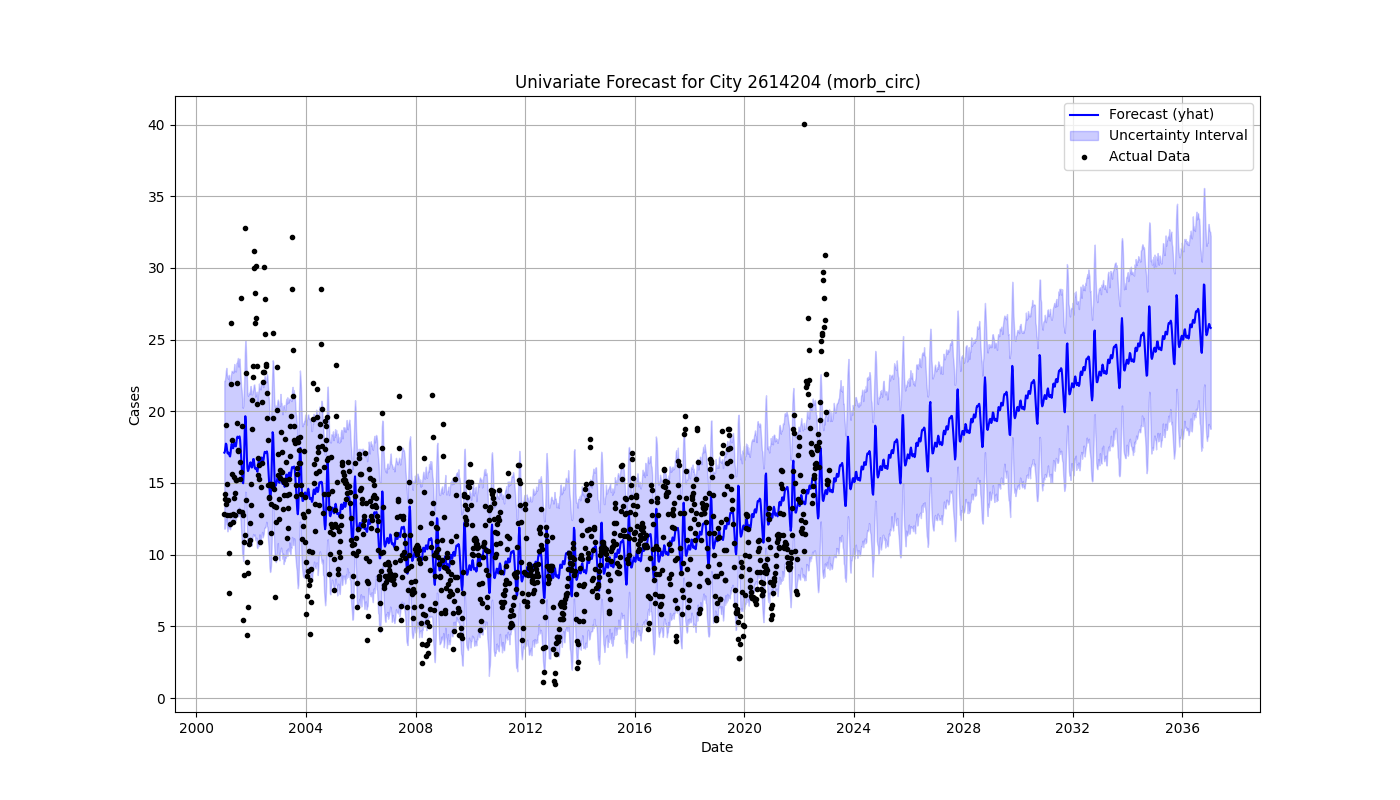 Univariate Forecast for City 2614204 (morb_circ)
Forecast (yhat)
Uncertainty Interval
Actual Data
Cases
40
35
30
25
20
15
10
5
0
2000 2004 2008 2012 2016 2020 2024 2028 2032 2036
Date